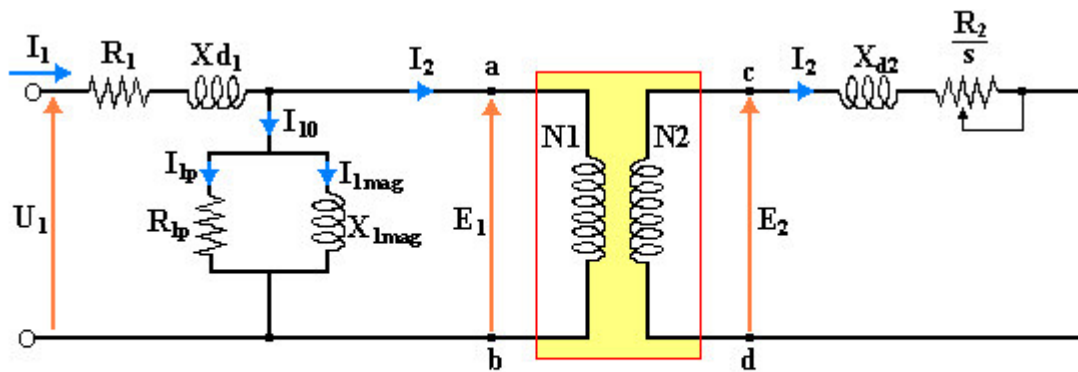 I1
R1
Xd1
I2
a
c
I2
Xd2
R2
s
I10
N1
N2
I1p
I1mag
U1
R1p
X1mag
E1
E2
b
d